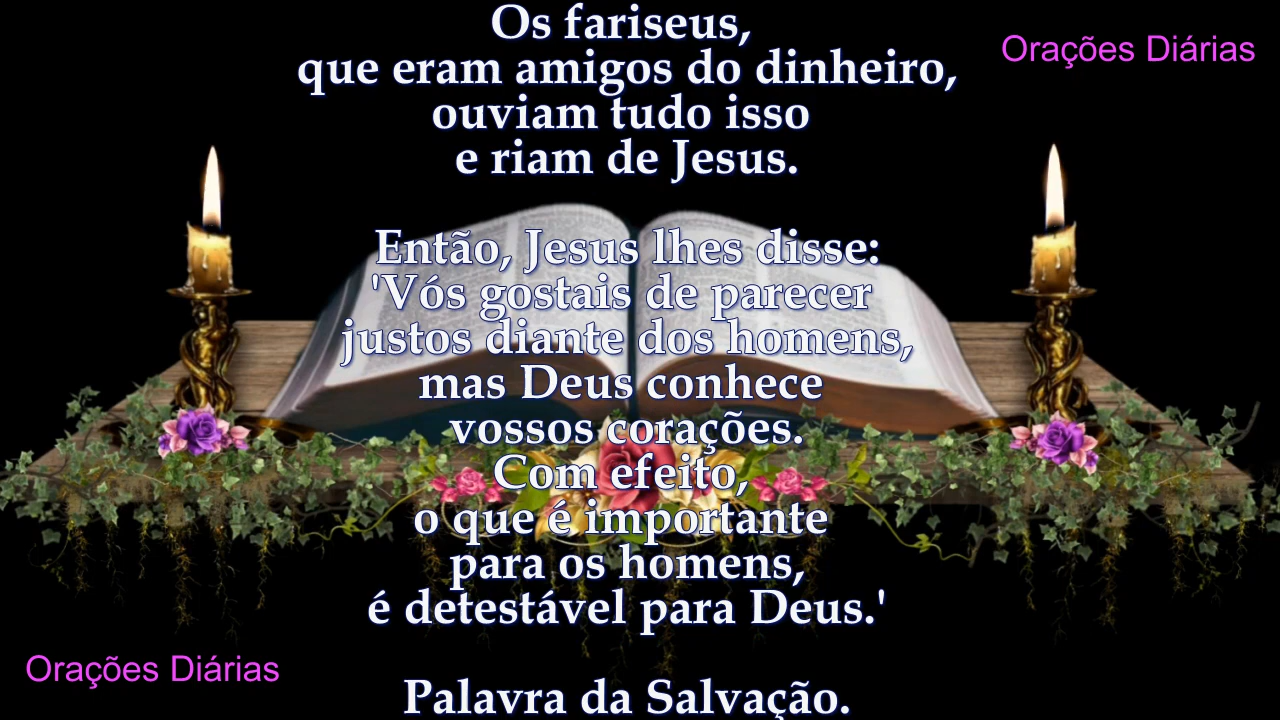 Os fariseus,
Orações Diárias
que eram amigos do dinheiro,
ouviam tudo isso
e riam de Jesus.
Então, Jesus lhes disse:
'Vós gostais de parecer
justos diante dos homens,
mas Deus conhece
vossos corações.
Com efeito,
o que é importante
para os homens,
é detestável para Deus.'
Orações Diárias
Palavra da Salvação.